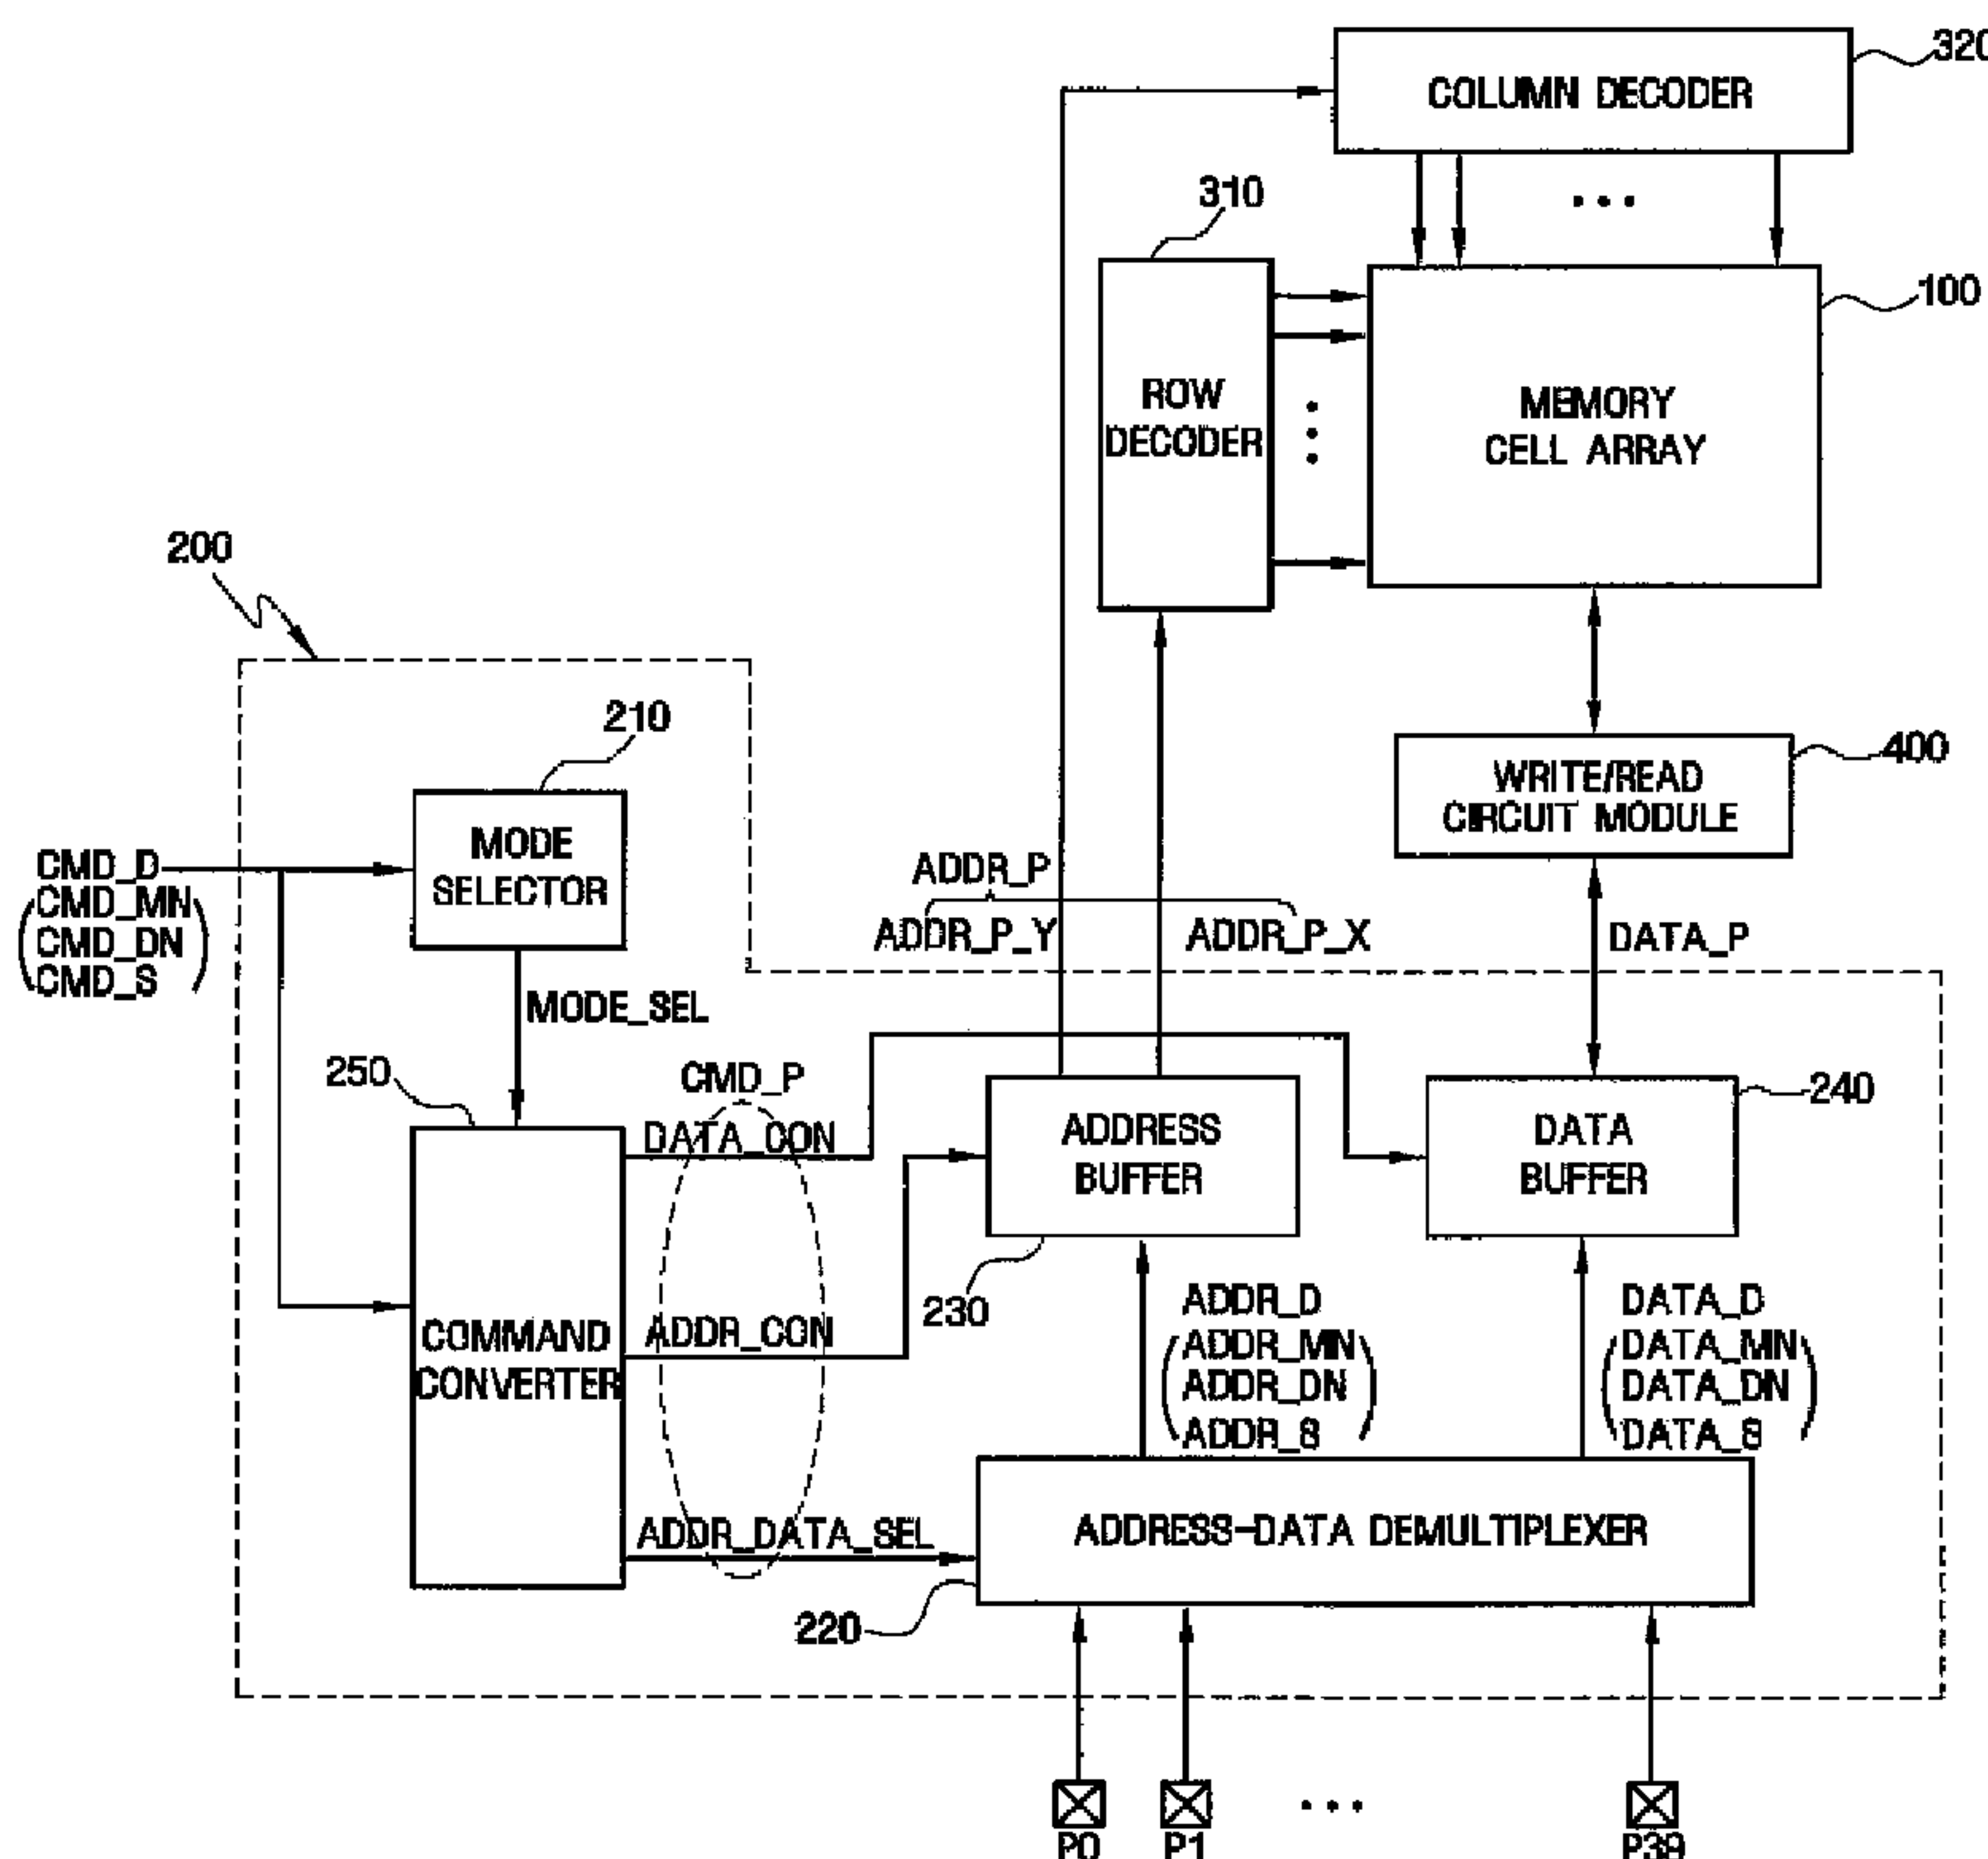 320
COLUMN DECODER
310
100
ROW
DECODER
MEMORY
CELL ARRAY
200
210
400
WRITE/READ
CIRCUIT MODULE
MODE
SELECTOR
CMD_D
CMD_MN
CMD_DN
CMD_S
ADDR_P
ADDR_P_Y
ADDR_P_X
DATA_P
MODE_SEL
250
CMD_P
240
DATA_CON
ADDRESS
BUFFER
DATA
BUFFER
230
ADDR_D
ADDR_MN
ADDR_DN
ADDR_S
DATA_D
DATA_MN
DATA_DN
DATA_S
COMMAND
CONVERTER
ADDR_CON
ADDR_DATA_SEL
ADDRESS-DATA DEMULTIPLEXER
220
P0
P1
P39